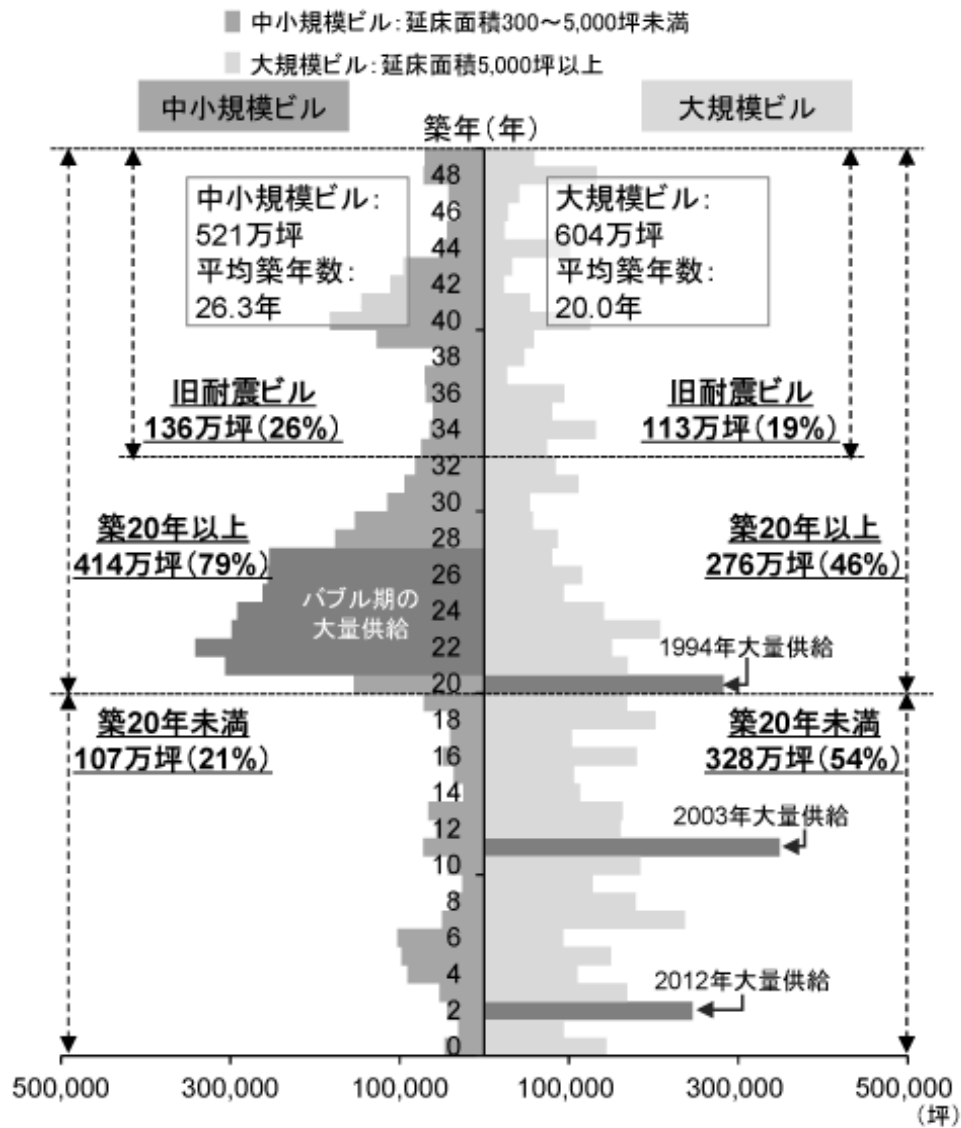 中小規模ビル：延床面積300～5,000坪未満
大規模ビル：延床面積5,000坪以上
中小規模ビル
大規模ビル
築年（年）
中小規模ビル：
521万坪
平均築年数：
26.3年
大規模ビル：
604万坪
平均築年数：
20.0年
48
46
44
42
40
38
36
34
32
30
28
26
24
22
20
18
16
14
12
10
8
6
4
2
0
旧耐震ビル
136万坪（26%）
旧耐震ビル
113万坪（19%）
築20年以上
414万坪（79%）
築20年以上
276万坪（46%）
バブル期の
大量供給
1994年大量供給
築20年未満
107万坪（21%）
築20年未満
328万坪（54%）
2003年大量供給
2012年大量供給
500,000
300,000
100,000
100,000
300,000
500,000
（坪）